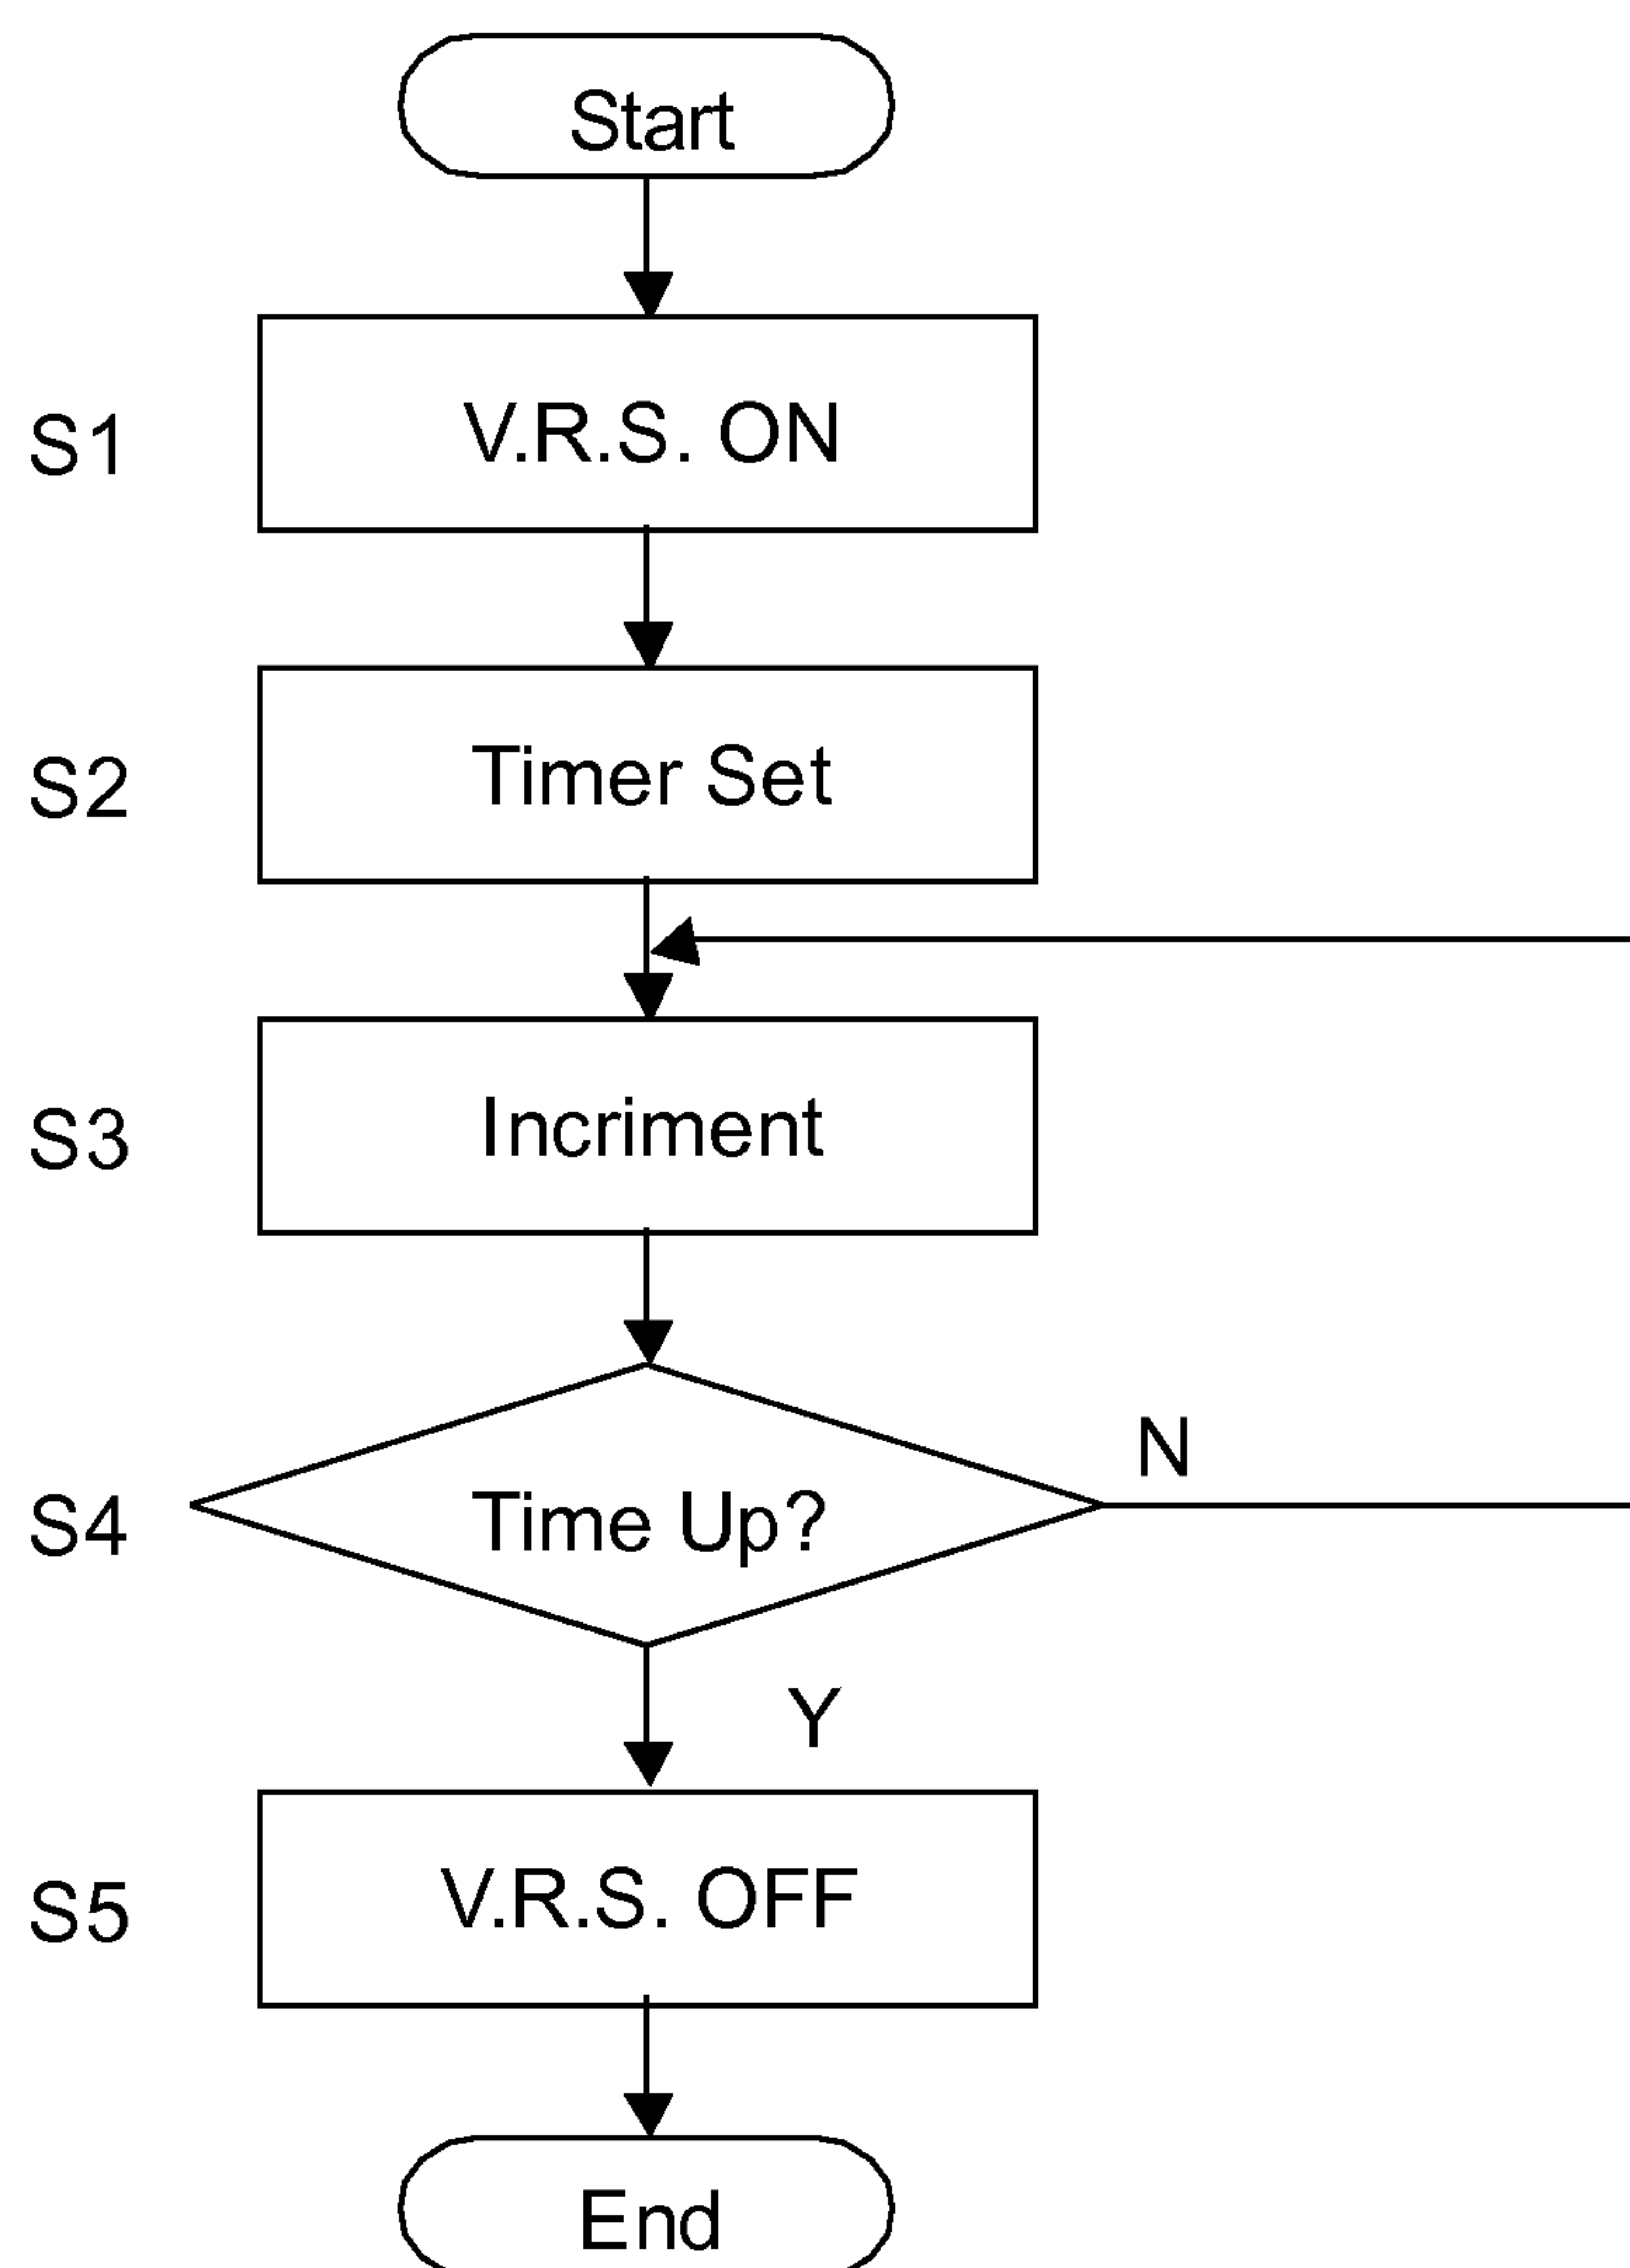 Start
S1
V.R.S. ON
S2
Timer Set
S3
Incriment
S4
Time Up?
N
Y
S5
V.R.S. OFF
End